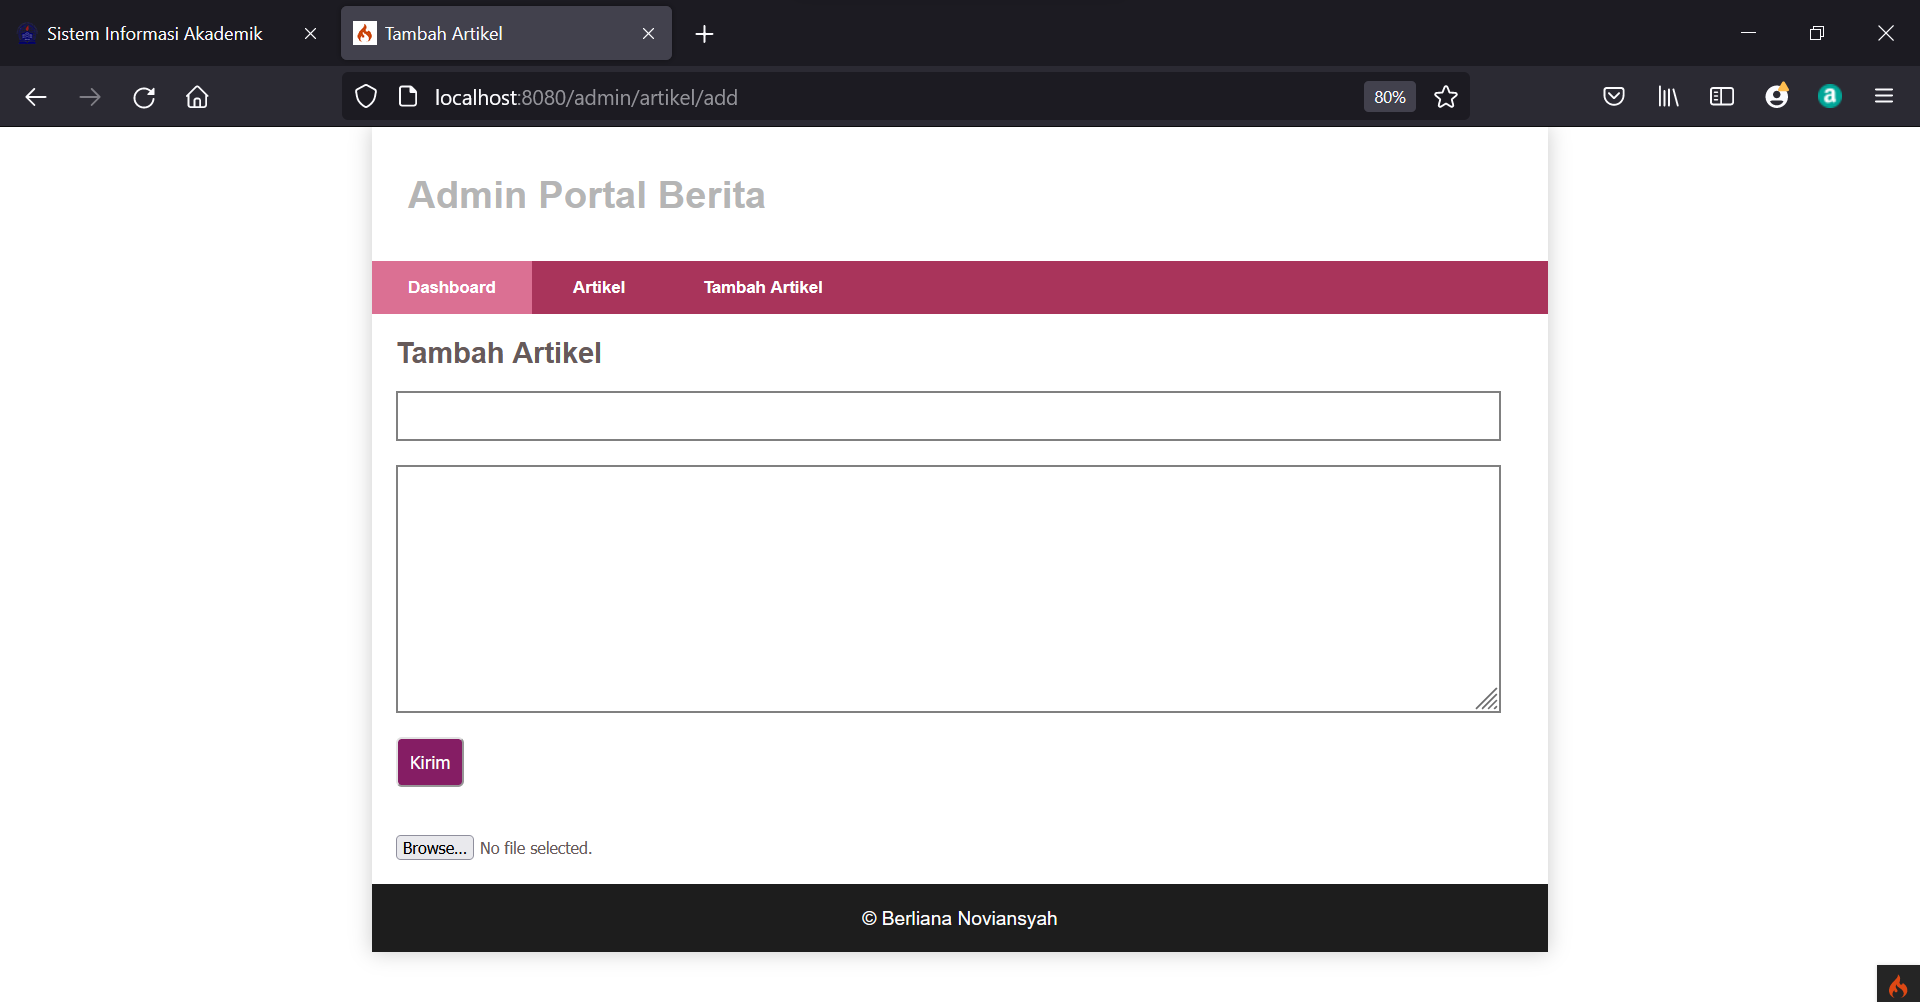 Sistem Informasi Akademik
Tambah Artikel
localhost:8080/admin/artikel/add
80%
a
Admin Portal Berita
Dashboard Artikel Tambah Artikel
Tambah Artikel
Kirim
Browse... No file selected.
© Berliana Noviansyah